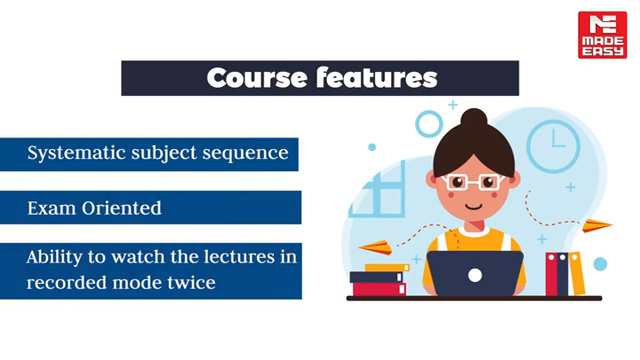 MADE
EASY
Course features
Systematic subject sequence
Exam Oriented
Ability to watch the lectures in
recorded mode twice